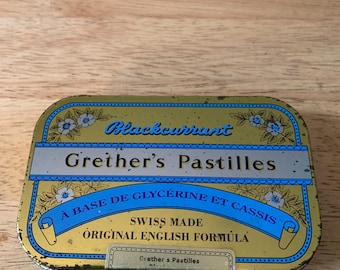 Blackcurrant
Grether's Pastilles
À BASE DE GLYCÉRINE ET CASSIS
SWISS MADE
ORIGINAL ENGLISH FORMULA
Grether's Pastilles